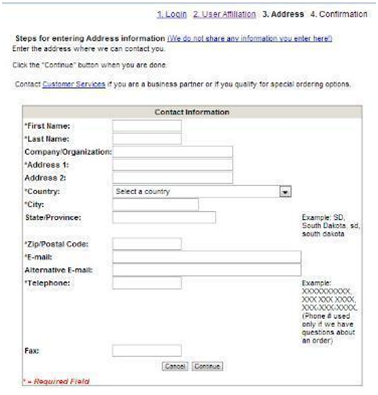 1. Login 2. User Affiliation 3. Address 4. Confirmation
Steps for entering Address information (We do not share any information you enter here!)
Enter the address where we can contact you.
Click the "Continue" button when you are done.
Contact Customer Services if you are a business partner or if you qualify for special ordering options.
Contact Information
*First Name:
*Last Name:
Company/Organization:
*Address 1:
Address 2:
*Country: Select a country
*City:
State/Province: Example: SD,
South Dakota, sd,
south dakota
*Zip/Postal Code:
*E-mail:
Alternative E-mail:
*Telephone: Example:
XXXXXXXXXX,
XXX XXX XXXX,
XXX-XXX-XXXX,
(Phone # used
only if we have
questions about
an order)
Fax:
Cancel Continue
* = Required Field